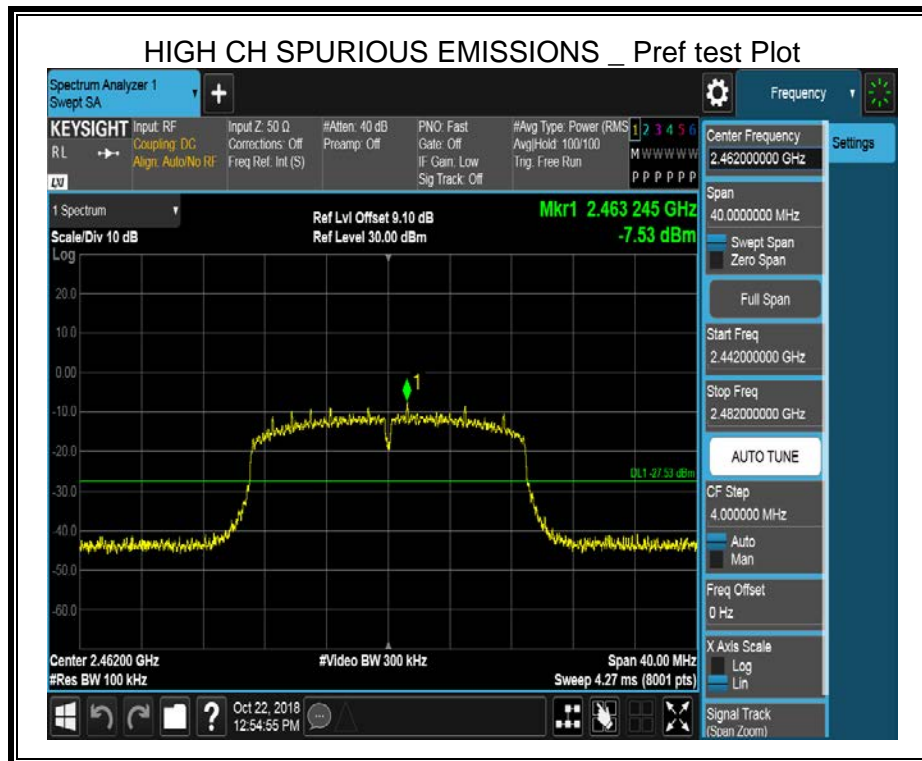 HIGH CH SPURIOUS EMISSIONS _ Pref test Plot
Spectrum Analyzer 1
Swept SA
+
Frequency
KEYSIGHT
RL
LXI
Input: RF
Coupling: DC
Align: Auto/No RF
Input Z: 50 Ω
Corrections: Off
Freq Ref: Int (S)
#Atten: 40 dB
Preamp: Off
PNO: Fast
Gate: Off
IF Gain: Low
Sig Track: Off
#Avg Type: Power (RMS
Avg|Hold: 100/100
Trig: Free Run
1 2 3 4 5 6
M W W W W W
P P P P P P
1 Spectrum
Scale/Div 10 dB
Ref Lvl Offset 9.10 dB
Ref Level 30.00 dBm
Mkr1 2.463 245 GHz
-7.53 dBm
Log
20.0
10.0
0.00
-10.0
-20.0
-30.0
-40.0
-50.0
-60.0
1
DL1 -27.53 dBm
Center 2.46200 GHz
#Res BW 100 kHz
#Video BW 300 kHz
Span 40.00 MHz
Sweep 4.27 ms (8001 pts)
Center Frequency
2.462000000 GHz
Settings
Span
40.0000000 MHz
Swept Span
Zero Span
Full Span
Start Freq
2.442000000 GHz
Stop Freq
2.482000000 GHz
AUTO TUNE
CF Step
4.000000 MHz
Auto
Man
Freq Offset
0 Hz
X Axis Scale
Log
Lin
Signal Track
(Span Zoom)
?
Oct 22, 2018
12:54:55 PM